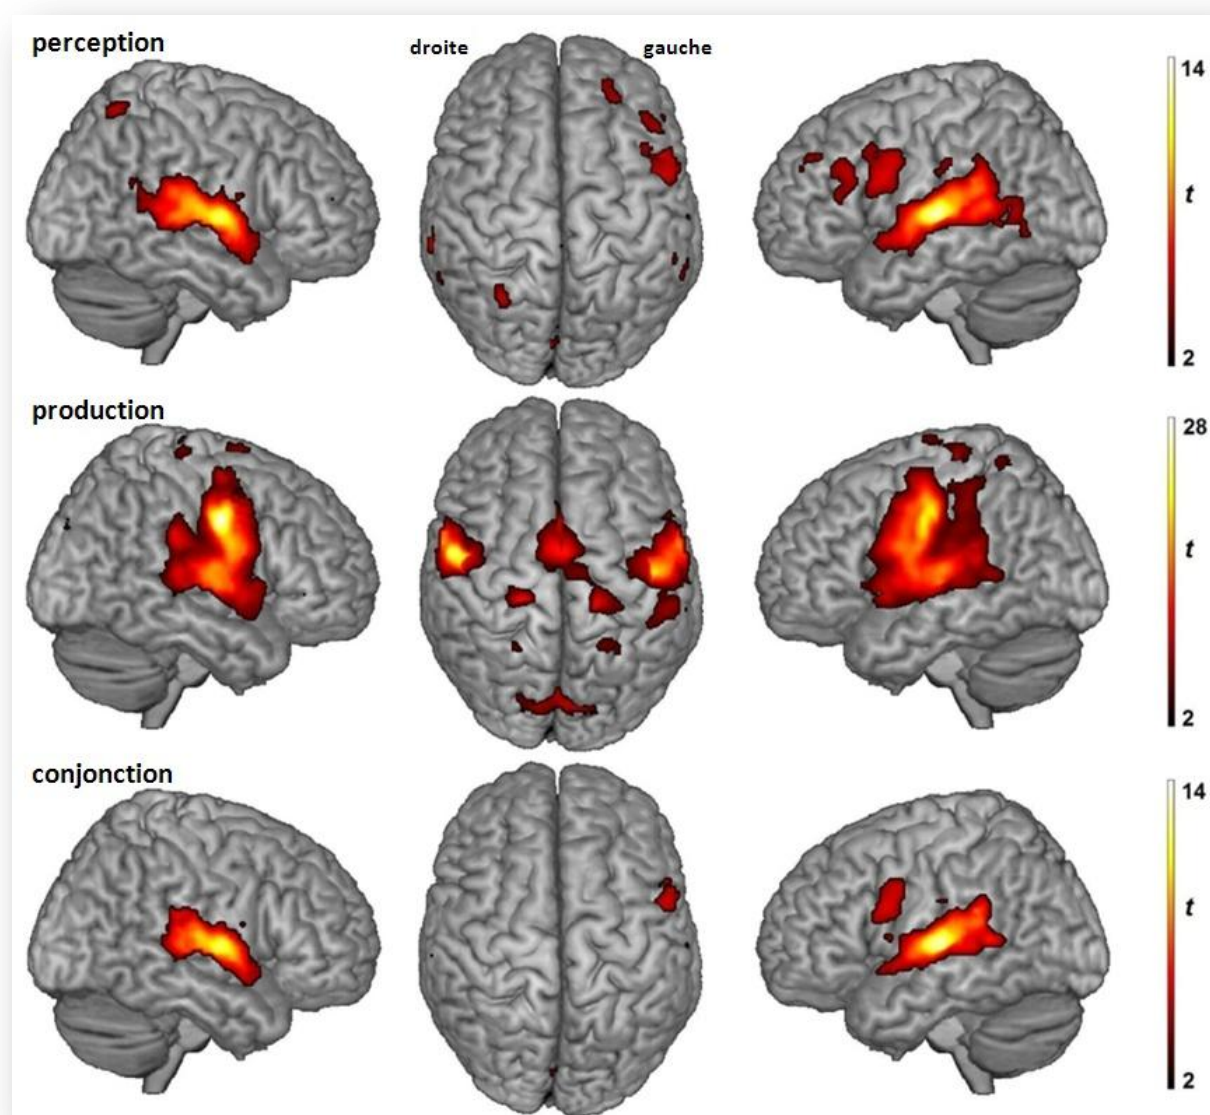 perception
droite
gauche
14
t
2
production
28
t
2
conjonction
14
t
2